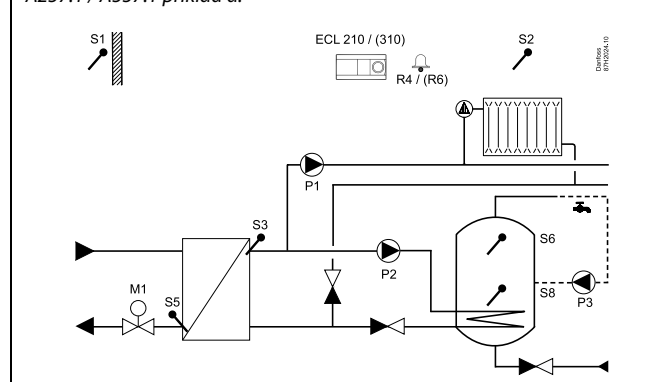 A237.1 / A337.1 příklad a:
S1
ECL 210 / (310)
S2
R4 / (R6)
Danfoss
87H2024.10
P1
S3
S6
P2
M1
S5
S8
P3